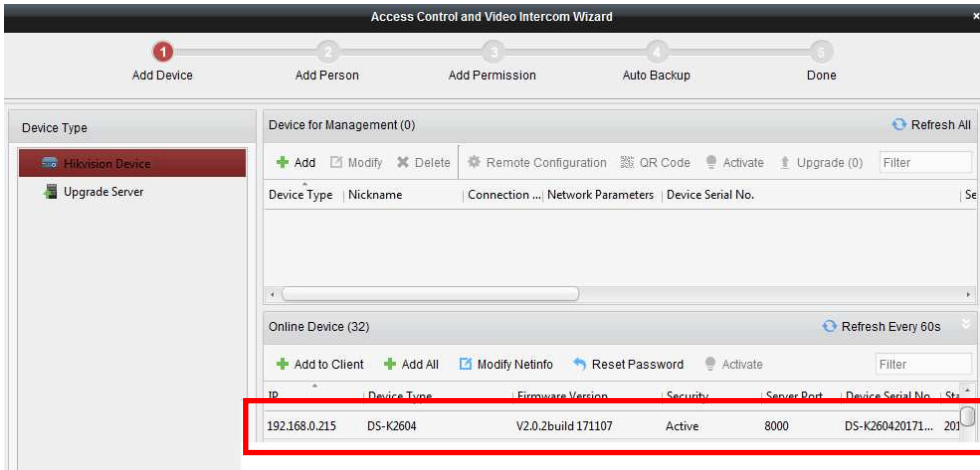 Access Control and Video Intercom Wizard ×
1 2 3 4 5
Add Device Add Person Add Permission Auto Backup Done
Device Type
Hikvision Device
Upgrade Server
Device for Management (0) Refresh All
Add Modify Delete Remote Configuration QR Code Activate Upgrade (0) Filter
Device Type Nickname Connection ... Network Parameters Device Serial No. Se
Online Device (32) Refresh Every 60s
Add to Client Add All Modify Netinfo Reset Password Activate Filter
IP Device Type Firmware Version Security Server Port Device Serial No. Sta
192.168.0.215 DS-K2604 V2.0.2build 171107 Active 8000 DS-K260420171... 201